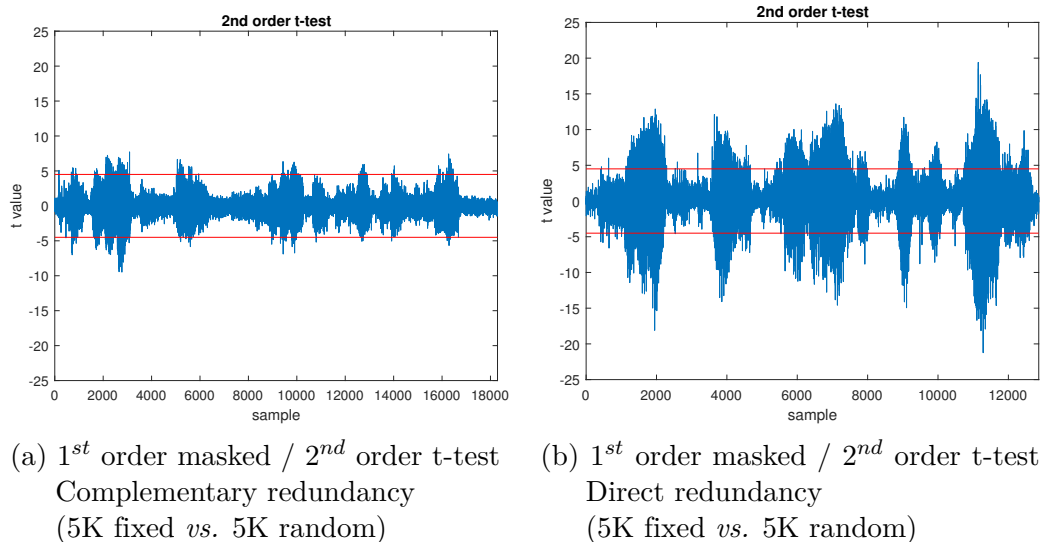 2nd order t-test
25
20
15
10
5
0
-5
-10
-15
-20
-25
t value
0 2000 4000 6000 8000 10000 12000 14000 16000 18000
sample
(a) 1st order masked / 2nd order t-test
Complementary redundancy
(5K fixed vs. 5K random)
2nd order t-test
25
20
15
10
5
0
-5
-10
-15
-20
-25
t value
0 2000 4000 6000 8000 10000 12000
sample
(b) 1st order masked / 2nd order t-test
Direct redundancy
(5K fixed vs. 5K random)